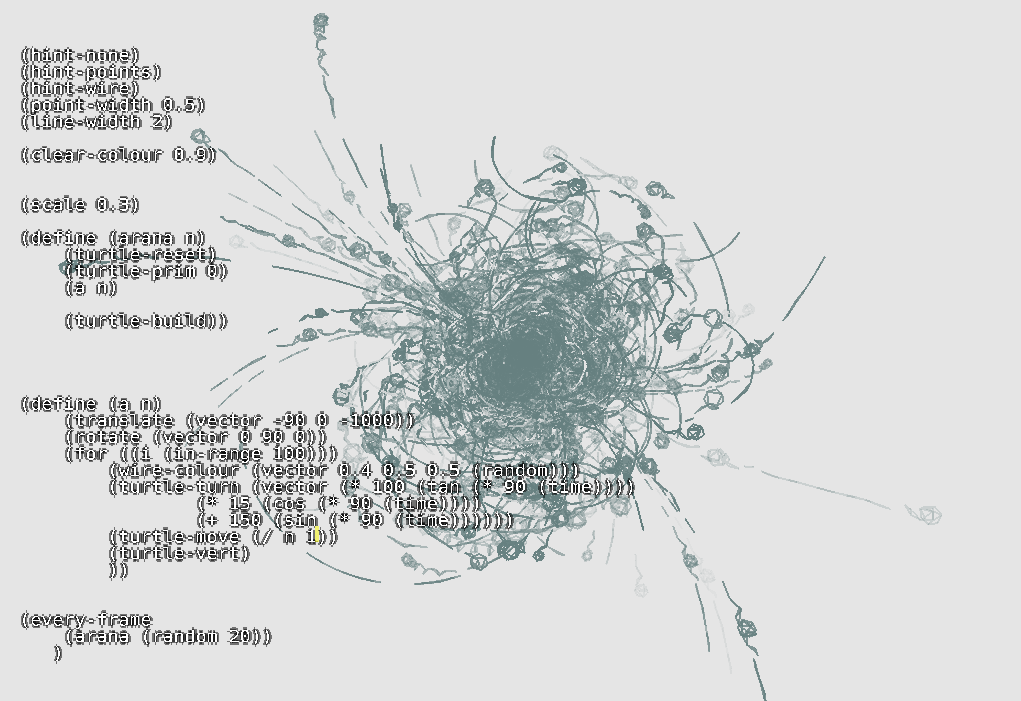 (hint-none)
(hint-points)
(hint-wire)
(point-width 0.5)
(line-width 2)
(clear-colour 0.9)
(scale 0.3)
(define (arana n)
(turtle-reset)
(turtle-prim 0)
(a n)
(turtle-build))
(define (a n)
(translate (vector -90 0 -1000))
(rotate (vector 0 90 0))
(for ((i (in-range 100)))
(wire-colour (vector 0.4 0.5 0.5 (random)))
(turtle-turn (vector (* 100 (tan (* 90 (time))))
(* 15 (cos (* 90 (time))))
(+ 150 (sin (* 90 (time))))))
(turtle-move (/ n 1))
(turtle-vert)
))
(every-frame
(arana (random 20))
)